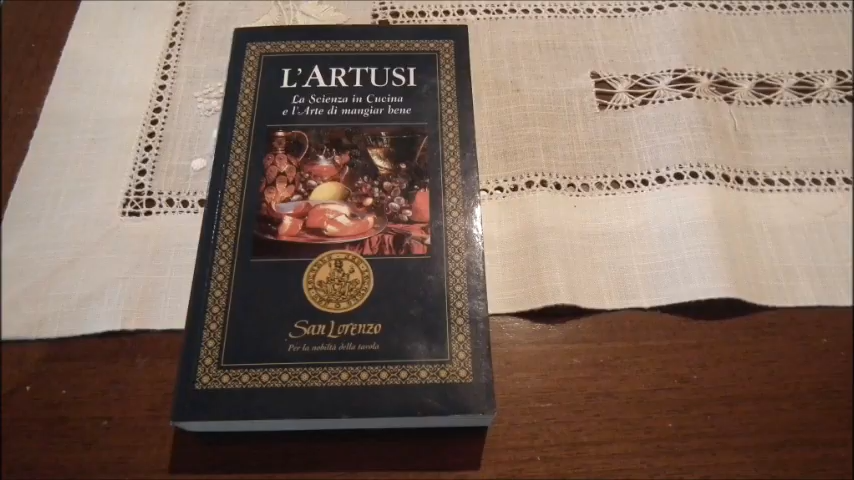 L'ARTUSI
La Scienza in Cucina
e l'Arte di mangiar bene
San Lorenzo
Per la nobiltà della tavola